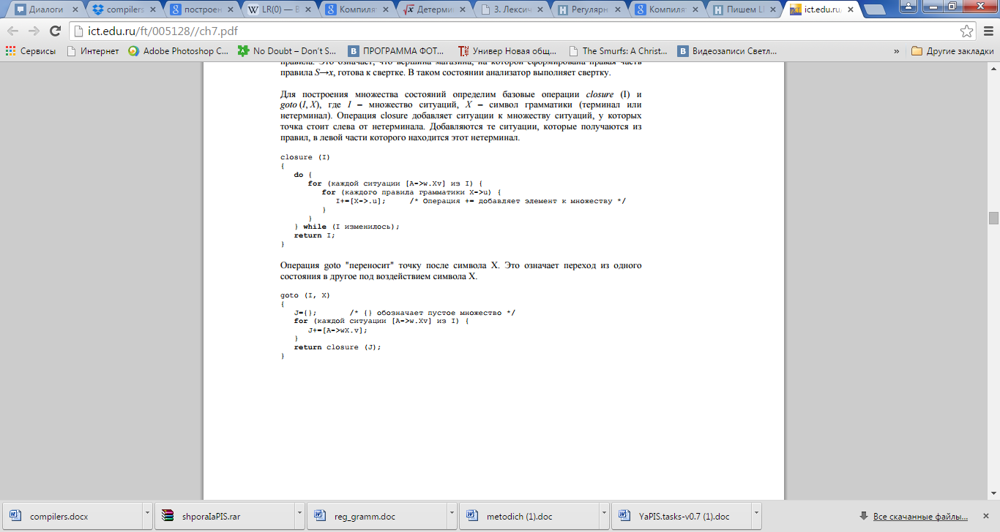 Диалоги
compilers
построен
LR(0) — В
Компиля
Детерми
3. Лексич
Регулярн
Компиля
Пишем L
ict.edu.ru
ict.edu.ru/ft/005128//ch7.pdf
Сервисы
Интернет
Adobe Photoshop C...
No Doubt – Don't S...
ПРОГРАММА ФОТ...
Универ Новая общ...
The Smurfs: A Christ...
Видеозаписи Светл...
»
Другие закладки
правила. Это означает, что вершина магазина, на которой сформирована правая часть
правила S→x, готова к свертке. В таком состоянии анализатор выполняет свертку.
Для построения множества состояний определим базовые операции closure (I) и
goto (I, X), где I – множество ситуаций, X – символ грамматики (терминал или
нетерминал). Операция closure добавляет ситуации к множеству ситуаций, у которых
точка стоит слева от нетерминала. Добавляются те ситуации, которые получаются из
правил, в левой части которого находится этот нетерминал.
closure (I)
{
do {
for (каждой ситуации [A->w.Xv] из I) {
for (каждого правила грамматики X->u) {
I+=[X->.u]; /* Операция += добавляет элемент к множеству */
}
}
} while (I изменилось);
return I;
}
Операция goto "переносит" точку после символа X. Это означает переход из одного
состояния в другое под воздействием символа X.
goto (I, X)
{
J={}; /* {} обозначает пустое множество */
for (каждой ситуации [A->w.Xv] из I) {
J+=[A->wX.v];
}
return closure (J);
}
compilers.docx
shporaIaPIS.rar
reg_gramm.doc
metodich (1).doc
YaPIS.tasks-v0.7 (1).doc
Все скачанные файлы...